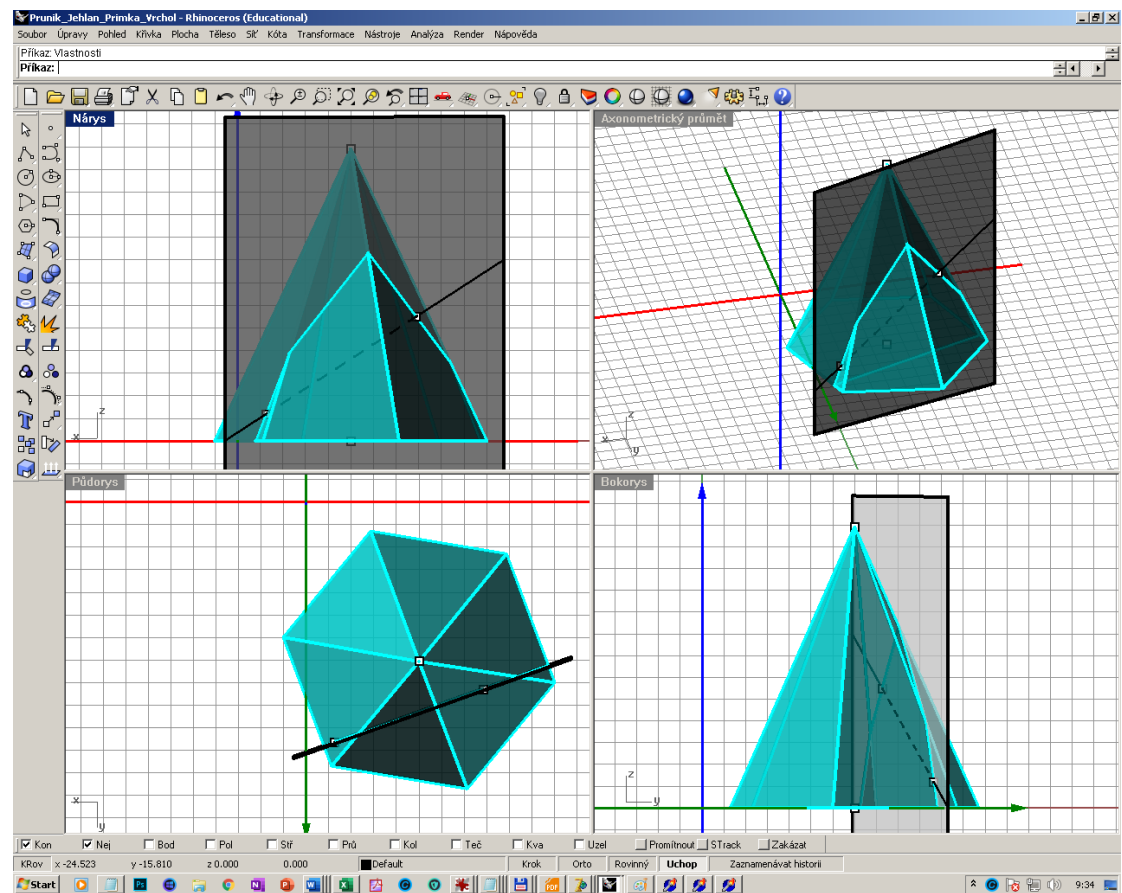 Prunik_Jehlan_Primka_Vrchol - Rhinoceros (Educational)
Soubor Úpravy Pohled Křivka Plocha Těleso Síť Kóta Transformace Nástroje Analýza Render Nápověda
Příkaz: Vlastnosti
Příkaz:
Nárys
Axonometrický průmět
z
x
z
x
y
Půdorys
Bokorys
x
y
z
y
Kon Nej Bod Pol Stř Prů Kol Teč Kva Uzel Promítnout STrack Zakázat
KRov x -24.523 y -15.810 z 0.000 0.000 Default Krok Orto Rovinný Uchop Zaznamenávat historii
Start 9:34